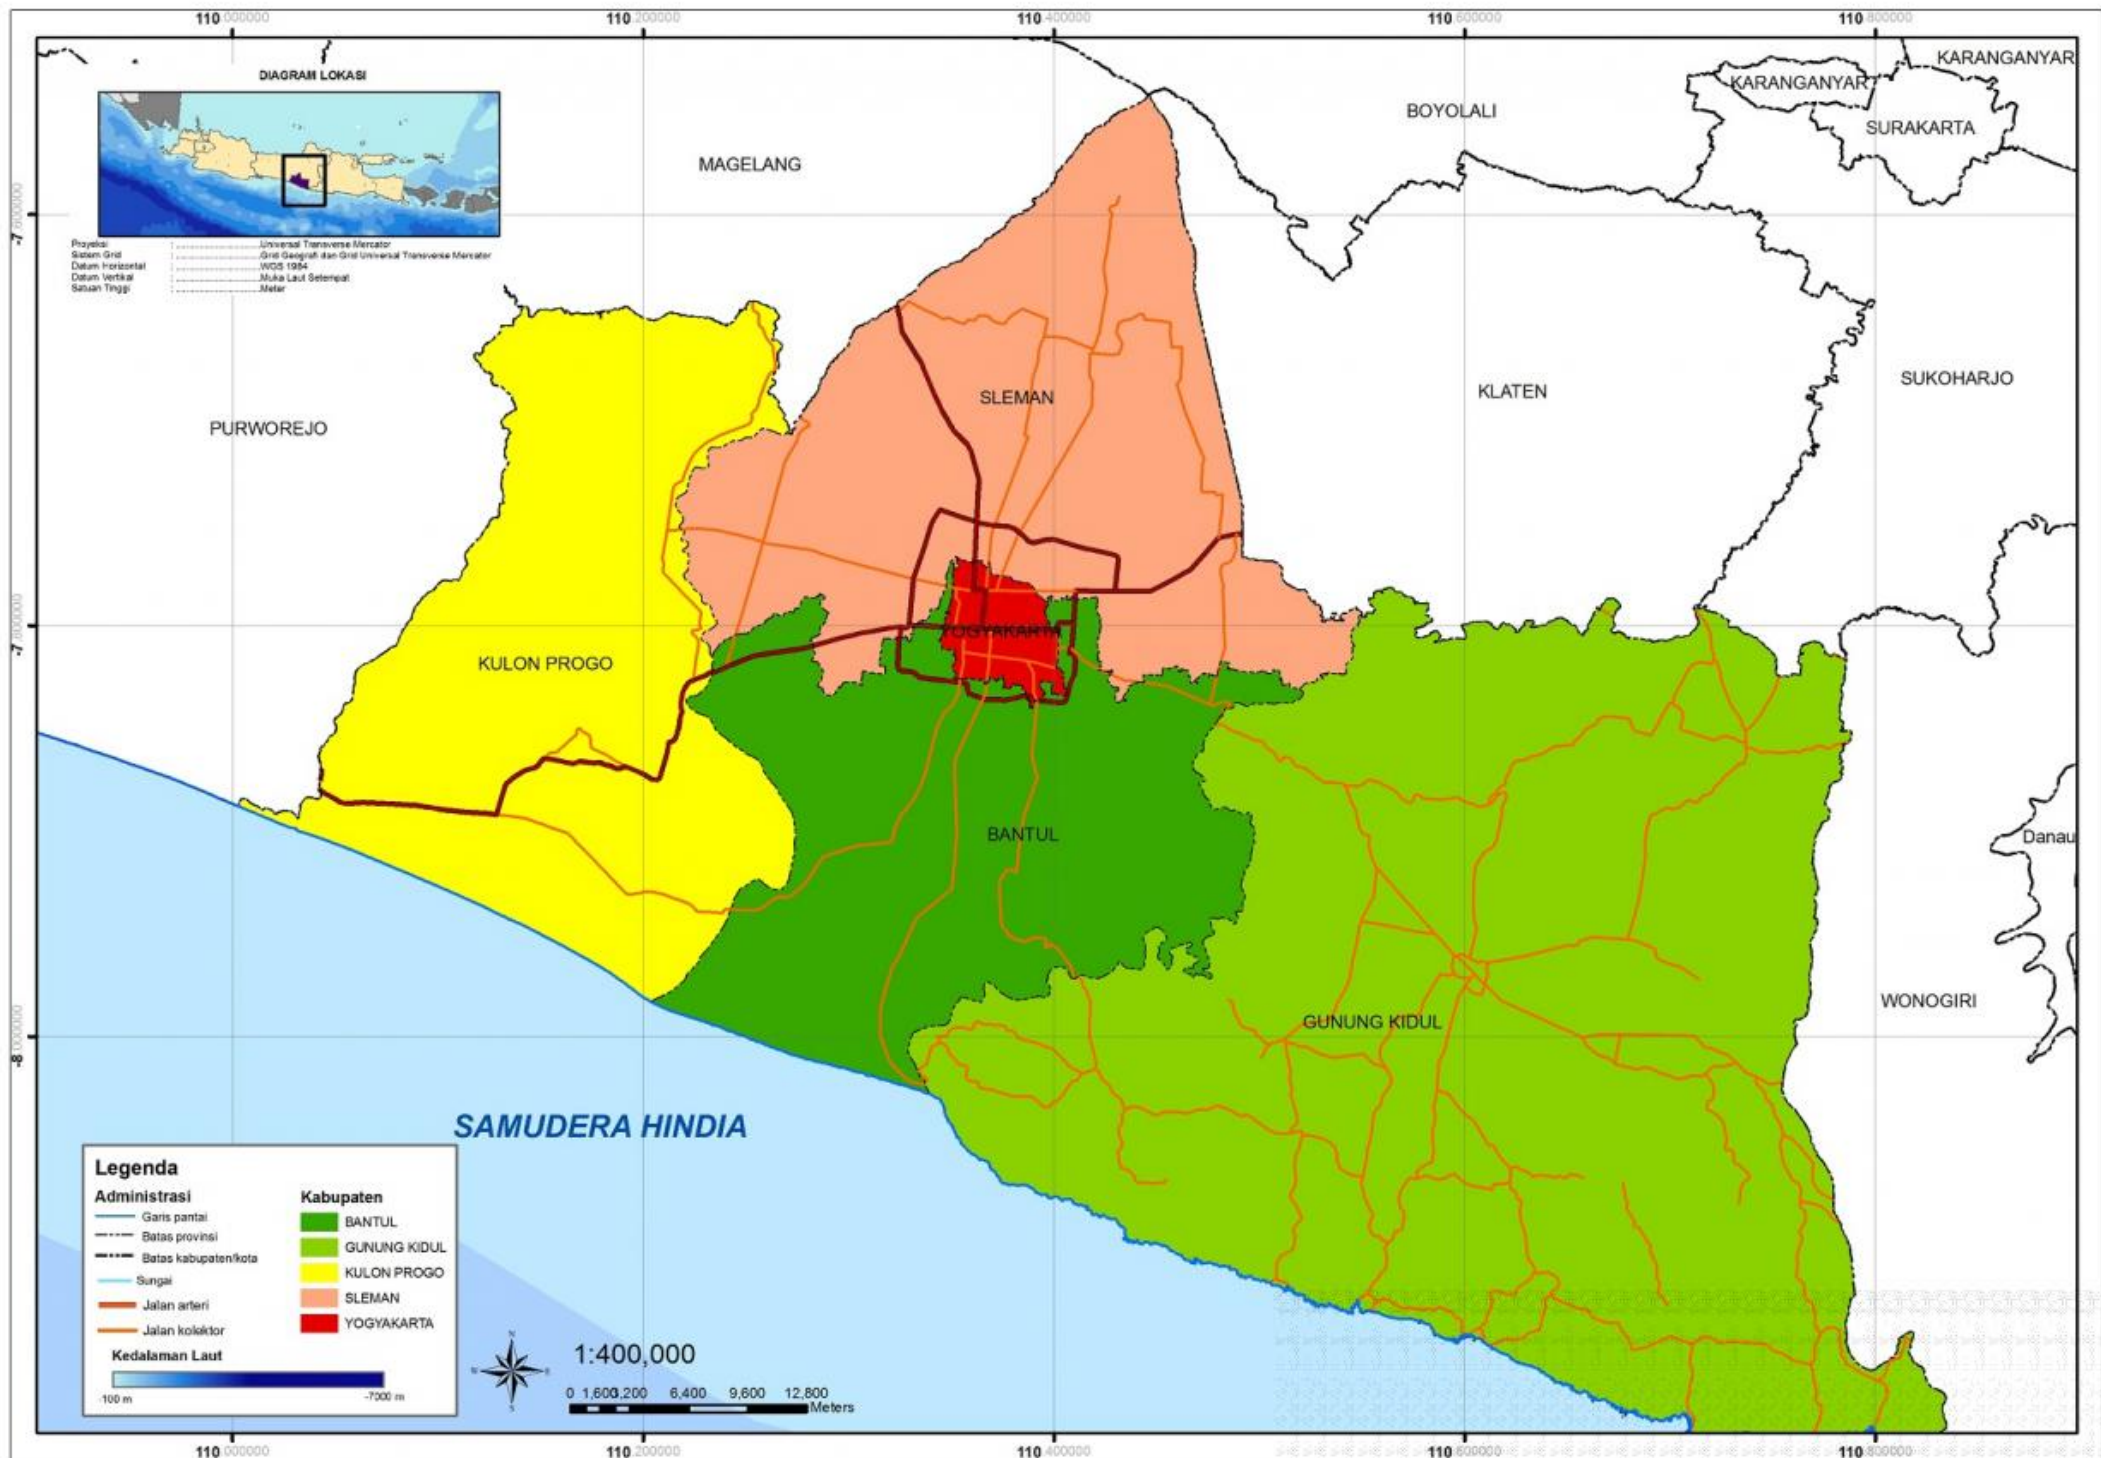 110.000000 110.200000 110.400000 110.600000 110.800000
DIAGRAM LOKASI
Proyeksi : Universal Transverse Mercator
Sistem Grid : Grid Geografi dan Grid Universal Transverse Mercator
Datum Horizontal : WGS 1984
Datum Vertikal : Muka Laut Setempat
Satuan Tinggi : Meter
KARANGANYAR
KARANGANYAR
BOYOLALI
SURAKARTA
MAGELANG
SLEMAN
KLATEN
SUKOHARJO
PURWOREJO
YOGYAKARTA
KULON PROGO
BANTUL
Danau
WONOGIRI
GUNUNG KIDUL
SAMUDERA HINDIA
Legenda
Administrasi
Garis pantai
Batas provinsi
Batas kabupaten/kota
Sungai
Jalan arteri
Jalan kolektor
Kabupaten
BANTUL
GUNUNG KIDUL
KULON PROGO
SLEMAN
YOGYAKARTA
Kedalaman Laut
-100 m -7000 m
N
S
1:400,000
0 1,600 3,200 6,400 9,600 12,800
Meters
110.000000 110.200000 110.400000 110.600000 110.800000